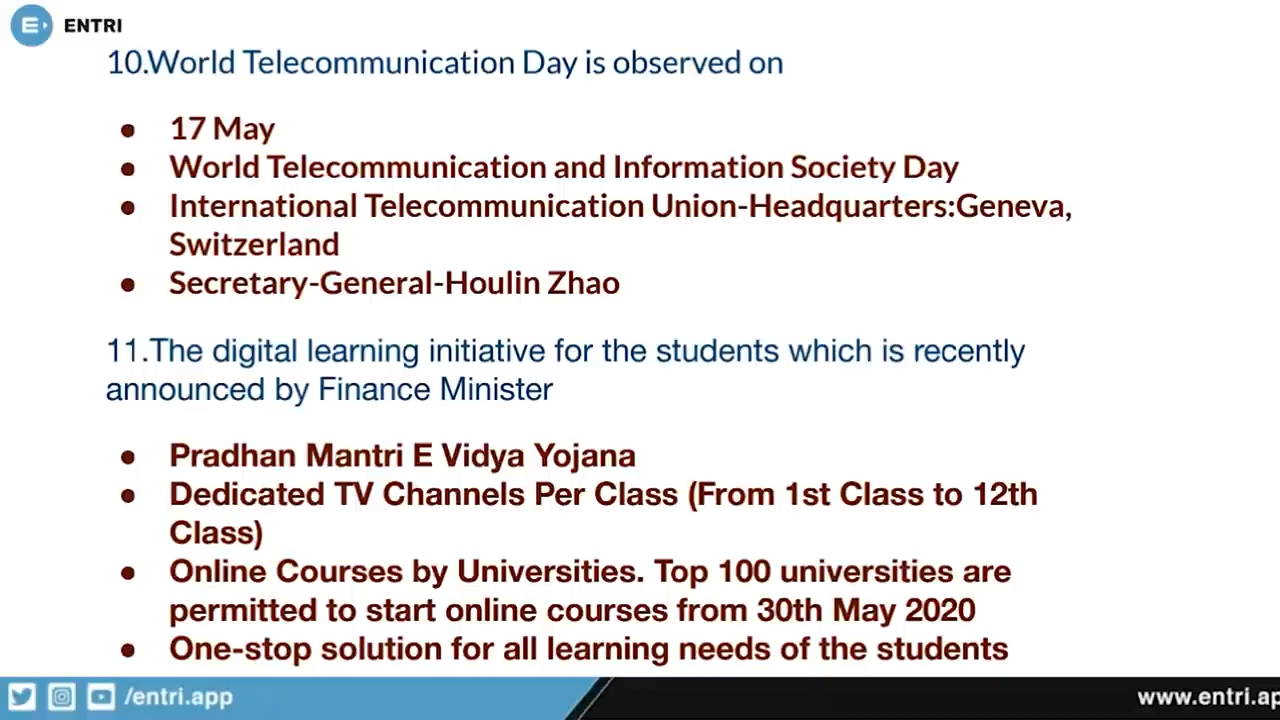 ENTRI
10.World Telecommunication Day is observed on
● 17 May
● World Telecommunication and Information Society Day
● International Telecommunication Union-Headquarters:Geneva,
Switzerland
● Secretary-General-Houlin Zhao
11.The digital learning initiative for the students which is recently
announced by Finance Minister
● Pradhan Mantri E Vidya Yojana
● Dedicated TV Channels Per Class (From 1st Class to 12th
Class)
● Online Courses by Universities. Top 100 universities are
permitted to start online courses from 30th May 2020
● One-stop solution for all learning needs of the students
/entri.app
www.entri.ap